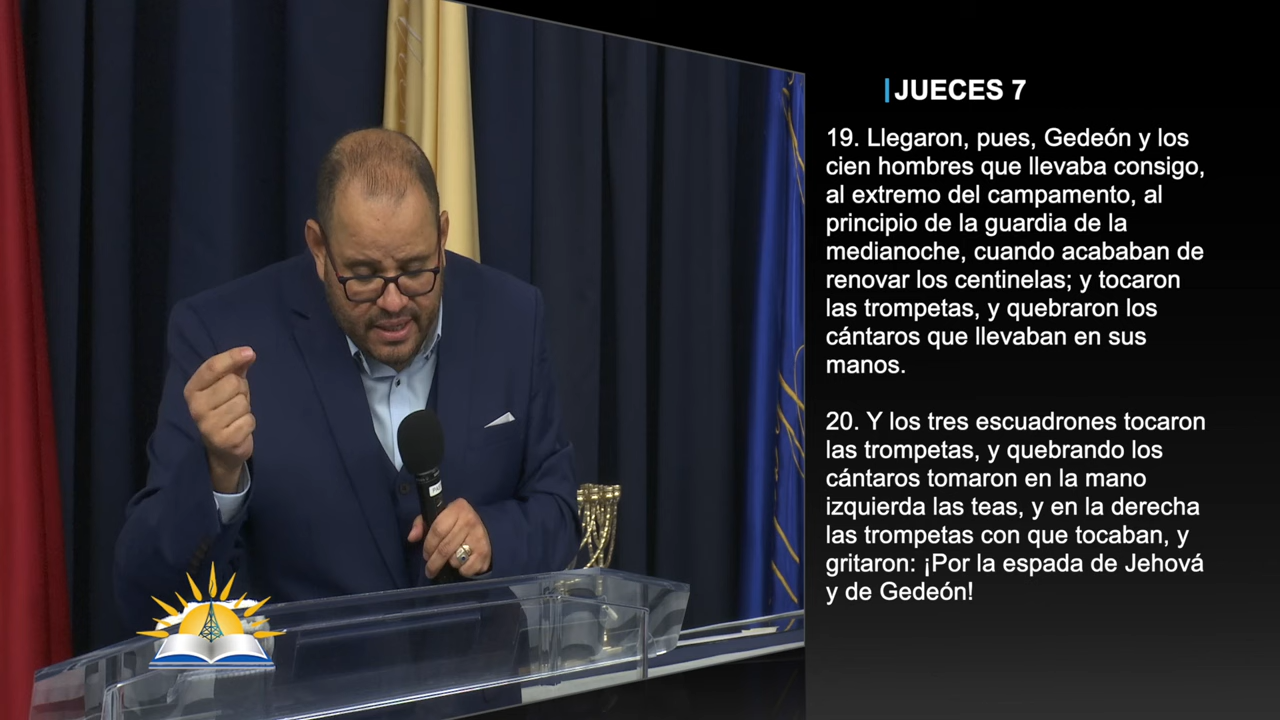 JUECES 7
19. Llegaron, pues, Gedeón y los
cien hombres que llevaba consigo,
al extremo del campamento, al
principio de la guardia de la
medianoche, cuando acababan de
renovar los centinelas; y tocaron
las trompetas, y quebraron los
cántaros que llevaban en sus
manos.
20. Y los tres escuadrones tocaron
las trompetas, y quebrando los
cántaros tomaron en la mano
izquierda las teas, y en la derecha
las trompetas con que tocaban, y
gritaron: ¡Por la espada de Jehová
y de Gedeón!